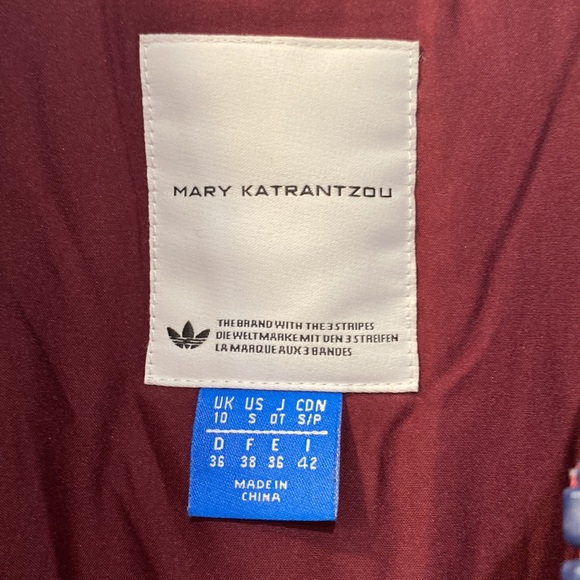 MARY KATRANTZOU
THE BRAND WITH THE 3 STRIPES
DIE WELTMARKE MIT DEN 3 STREIFEN
LA MARQUE AUX 3 BANDES
UK US J CDN
10 S OT S/P
D F E I
36 38 36 42
MADE IN
CHINA